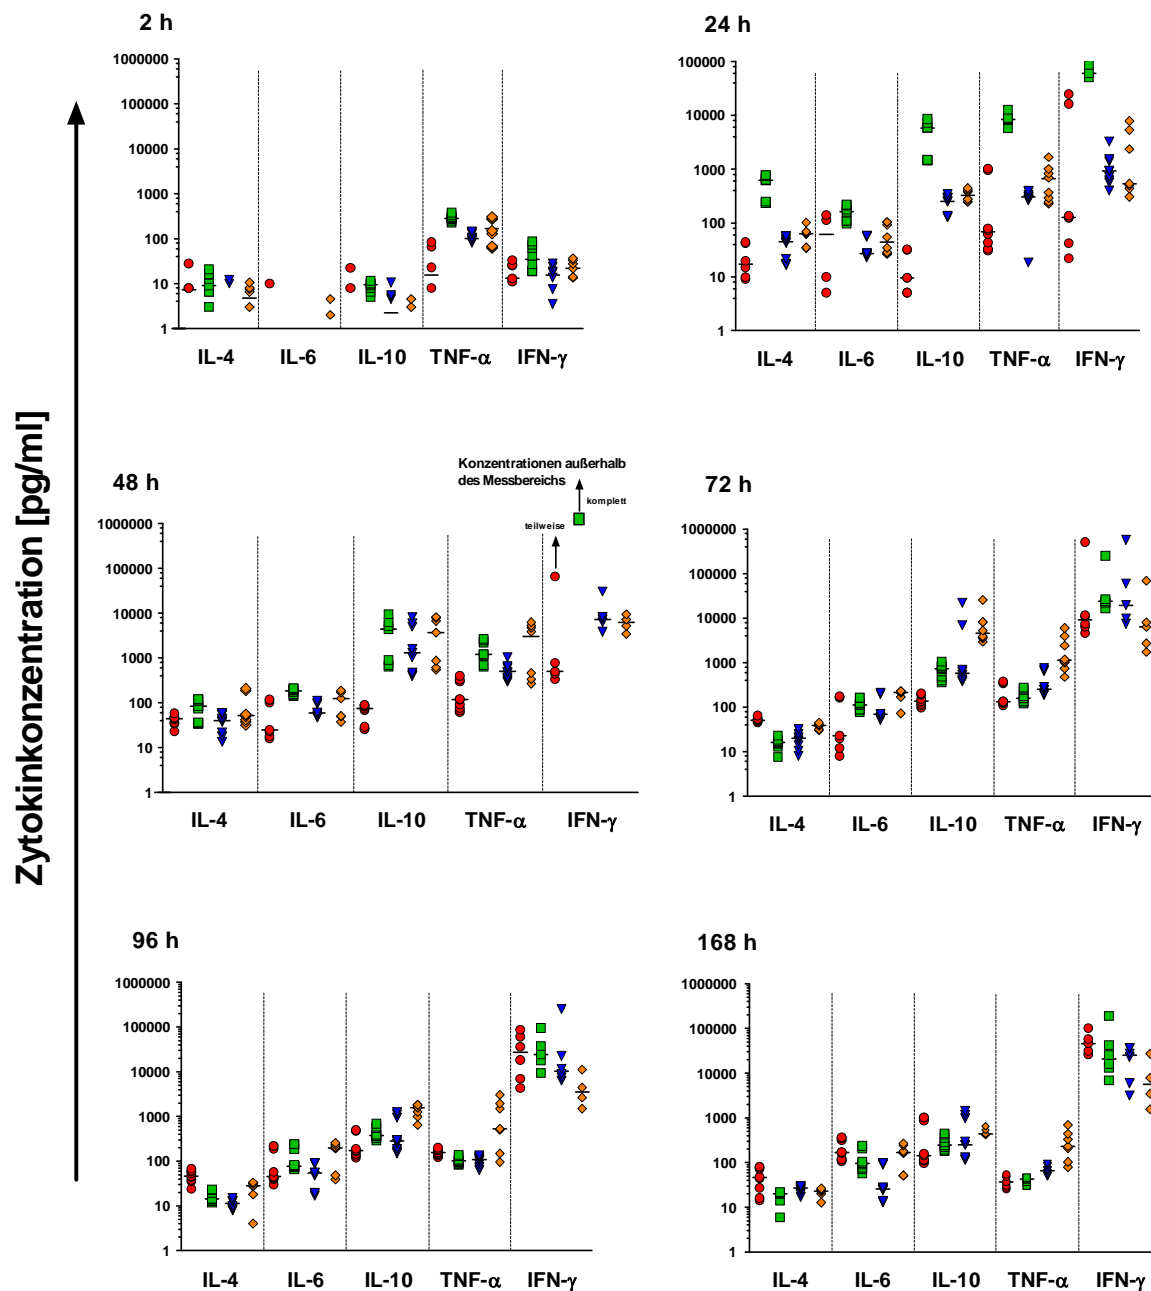 Zytokinkonzentration [pg/ml]
2 h
1000000
100000
10000
1000
100
10
1
IL-4 IL-6 IL-10 TNF-α IFN-γ
24 h
100000
10000
1000
100
10
1
IL-4 IL-6 IL-10 TNF-α IFN-γ
48 h
Konzentrationen außerhalb
des Messbereichs
komplett
teilweise
1000000
100000
10000
1000
100
10
1
IL-4 IL-6 IL-10 TNF-α IFN-γ
72 h
1000000
100000
10000
1000
100
10
1
IL-4 IL-6 IL-10 TNF-α IFN-γ
96 h
1000000
100000
10000
1000
100
10
1
IL-4 IL-6 IL-10 TNF-α IFN-γ
168 h
1000000
100000
10000
1000
100
10
1
IL-4 IL-6 IL-10 TNF-α IFN-γ